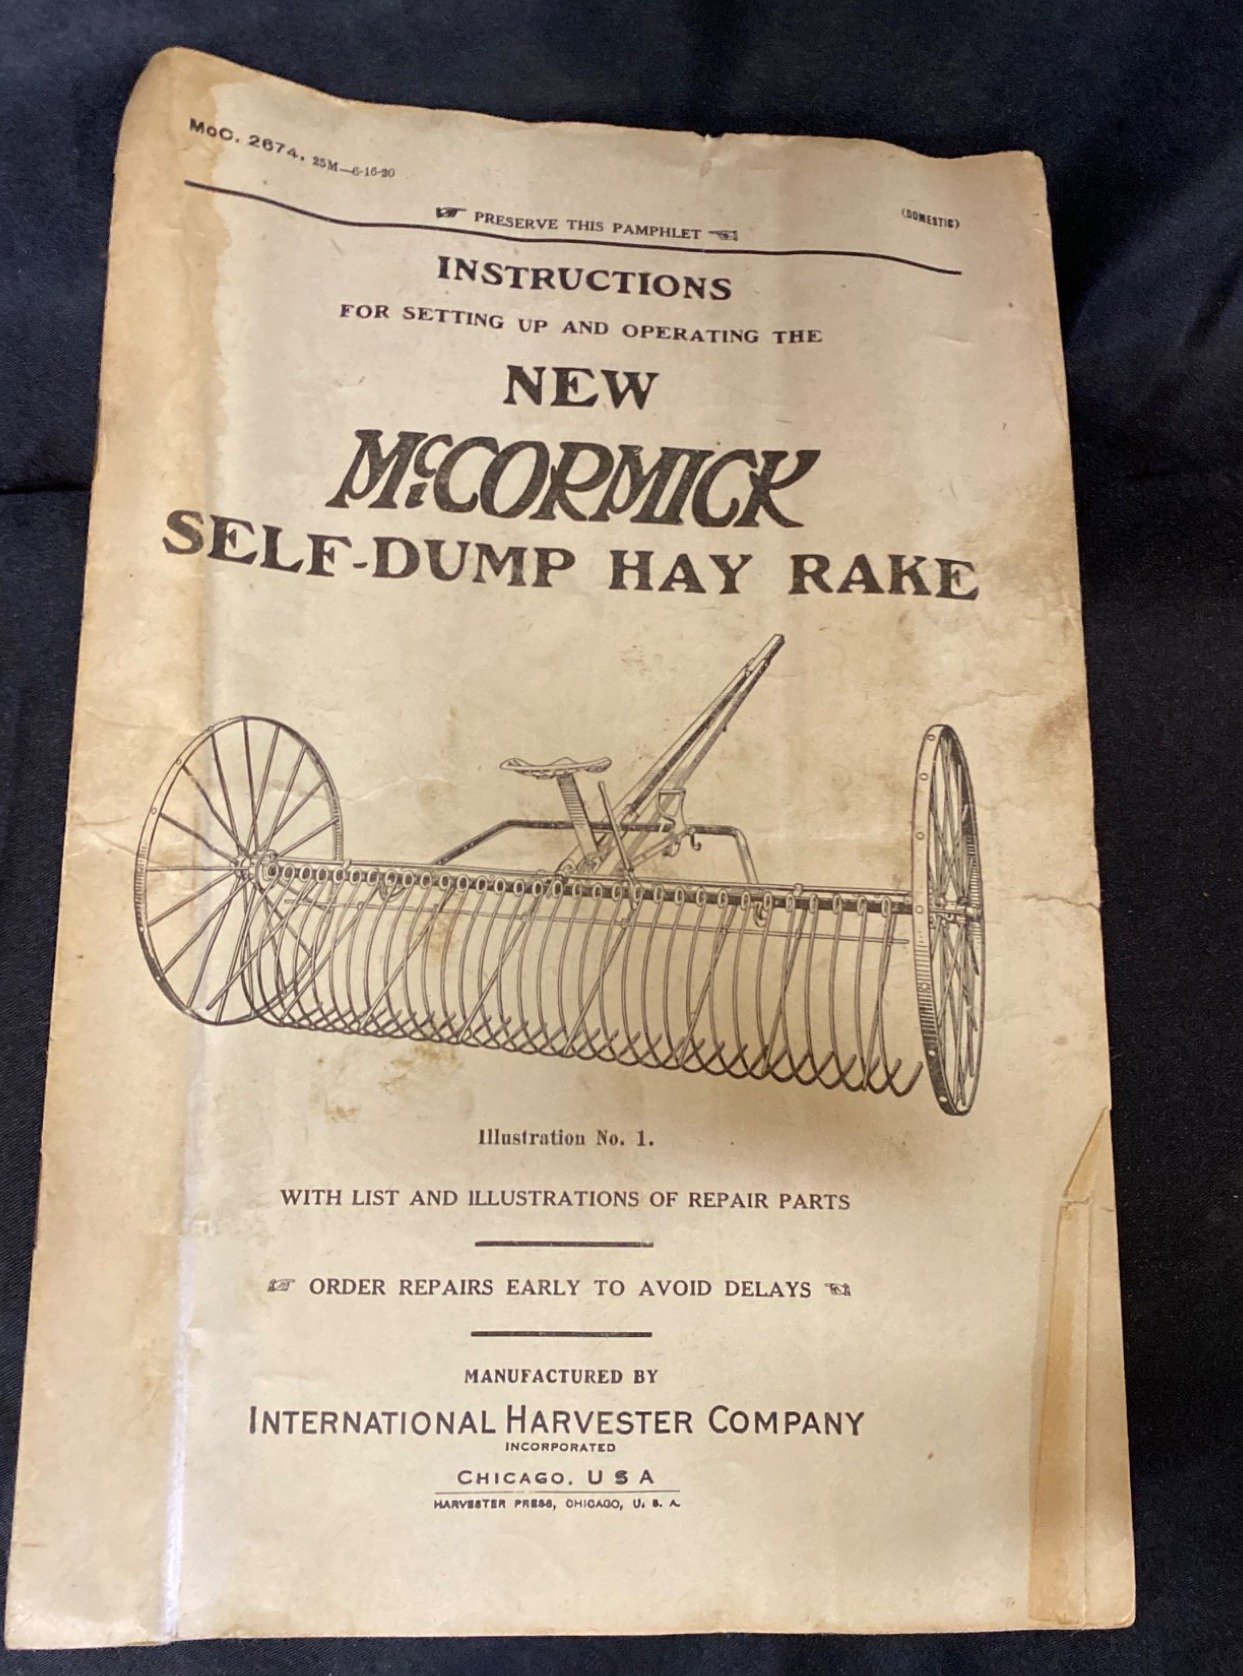 McC. 2674. 25M—6-16-20
(DOMESTIC)
☞ PRESERVE THIS PAMPHLET ☜
INSTRUCTIONS
FOR SETTING UP AND OPERATING THE
NEW
McCORMICK
SELF-DUMP HAY RAKE
Illustration No. 1.
WITH LIST AND ILLUSTRATIONS OF REPAIR PARTS
☞ ORDER REPAIRS EARLY TO AVOID DELAYS ☜
MANUFACTURED BY
INTERNATIONAL HARVESTER COMPANY
INCORPORATED
CHICAGO, U S A
HARVESTER PRESS, CHICAGO, U. S. A.